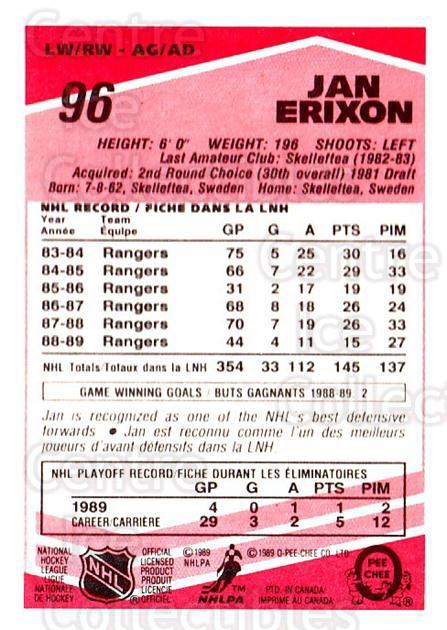 LW/RW - AG/AD
96
JAN
ERIXON
HEIGHT: 6' 0" WEIGHT: 196 SHOOTS: LEFT
Last Amateur Club: Skelleftea (1982-83)
Acquired: 2nd Round Choice (30th overall) 1981 Draft
Born: 7-8-62, Skelleftea, Sweden Home: Skelleftea, Sweden
NHL RECORD / FICHE DANS LA LNH
Year Team
Année Équipe GP G A PTS PIM
83-84 Rangers 75 5 25 30 16
84-85 Rangers 66 7 22 29 33
85-86 Rangers 31 2 17 19 19
86-87 Rangers 68 8 18 26 24
87-88 Rangers 70 7 19 26 33
88-89 Rangers 44 4 11 15 27
NHL Totals/Totaux dans la LNH 354 33 112 145 137
GAME WINNING GOALS / BUTS GAGNANTS 1988-89 2
Jan is recognized as one of the NHL's best defensive
forwards ● Jan est reconnu comme l'un des meilleurs
joueurs d'avant défensifs dans la LNH.
NHL PLAYOFF RECORD/FICHE DURANT LES ÉLIMINATOIRES
GP G A PTS PIM
1989 4 0 1 1 2
CAREER/CARRIÈRE 29 3 2 5 12
NATIONAL
HOCKEY
LEAGUE
LIGUE
NATIONALE
DE HOCKEY
NHL
®
OFFICIAL
LICENSED
PRODUCT
PRODUIT
LICENCIÉ
OFFICIEL
©1989
NHLPA
TM
NHLPA
©1989 O-PEE-CHEE CO. LTD.
PTD. IN CANADA/
IMPRIMÉ AU CANADA
OPEE
CHEE
®
Centre
Ice
Collectibles